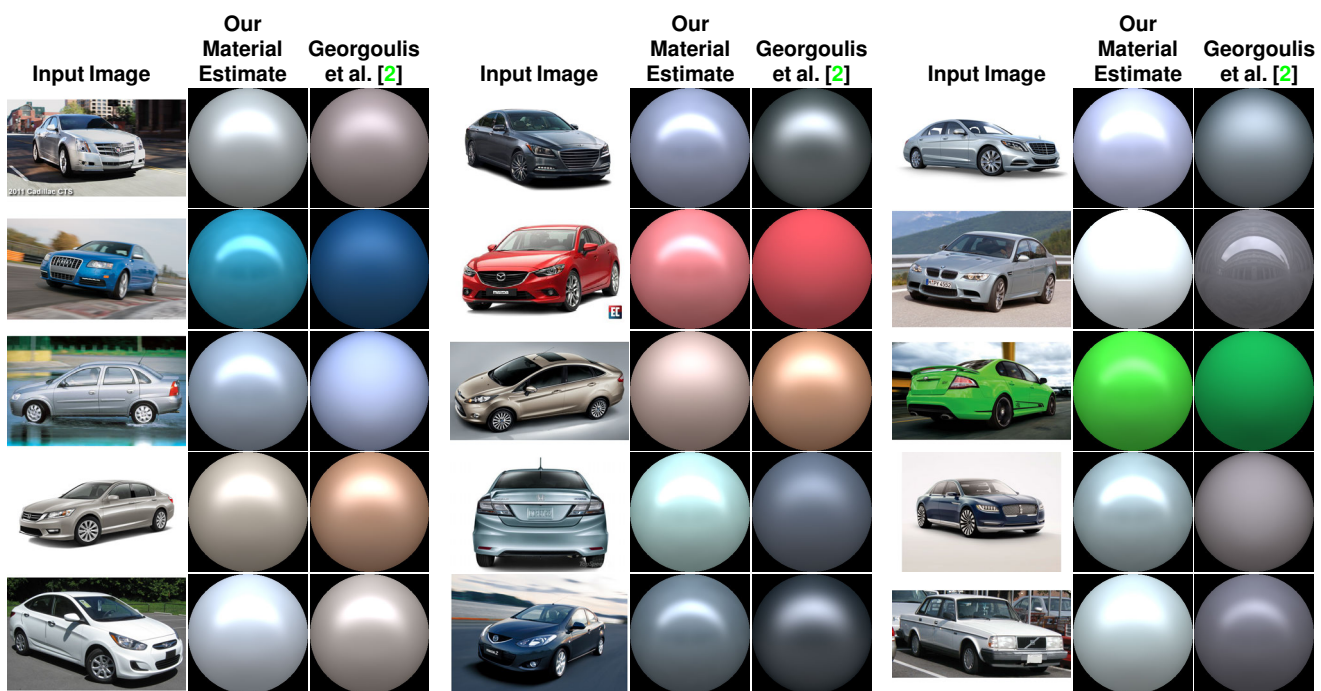 Input Image
Our
Material
Estimate
Georgoulis
et al. [2]
Input Image
Our
Material
Estimate
Georgoulis
et al. [2]
Input Image
Our
Material
Estimate
Georgoulis
et al. [2]
2011 Cadillac CTS
EC